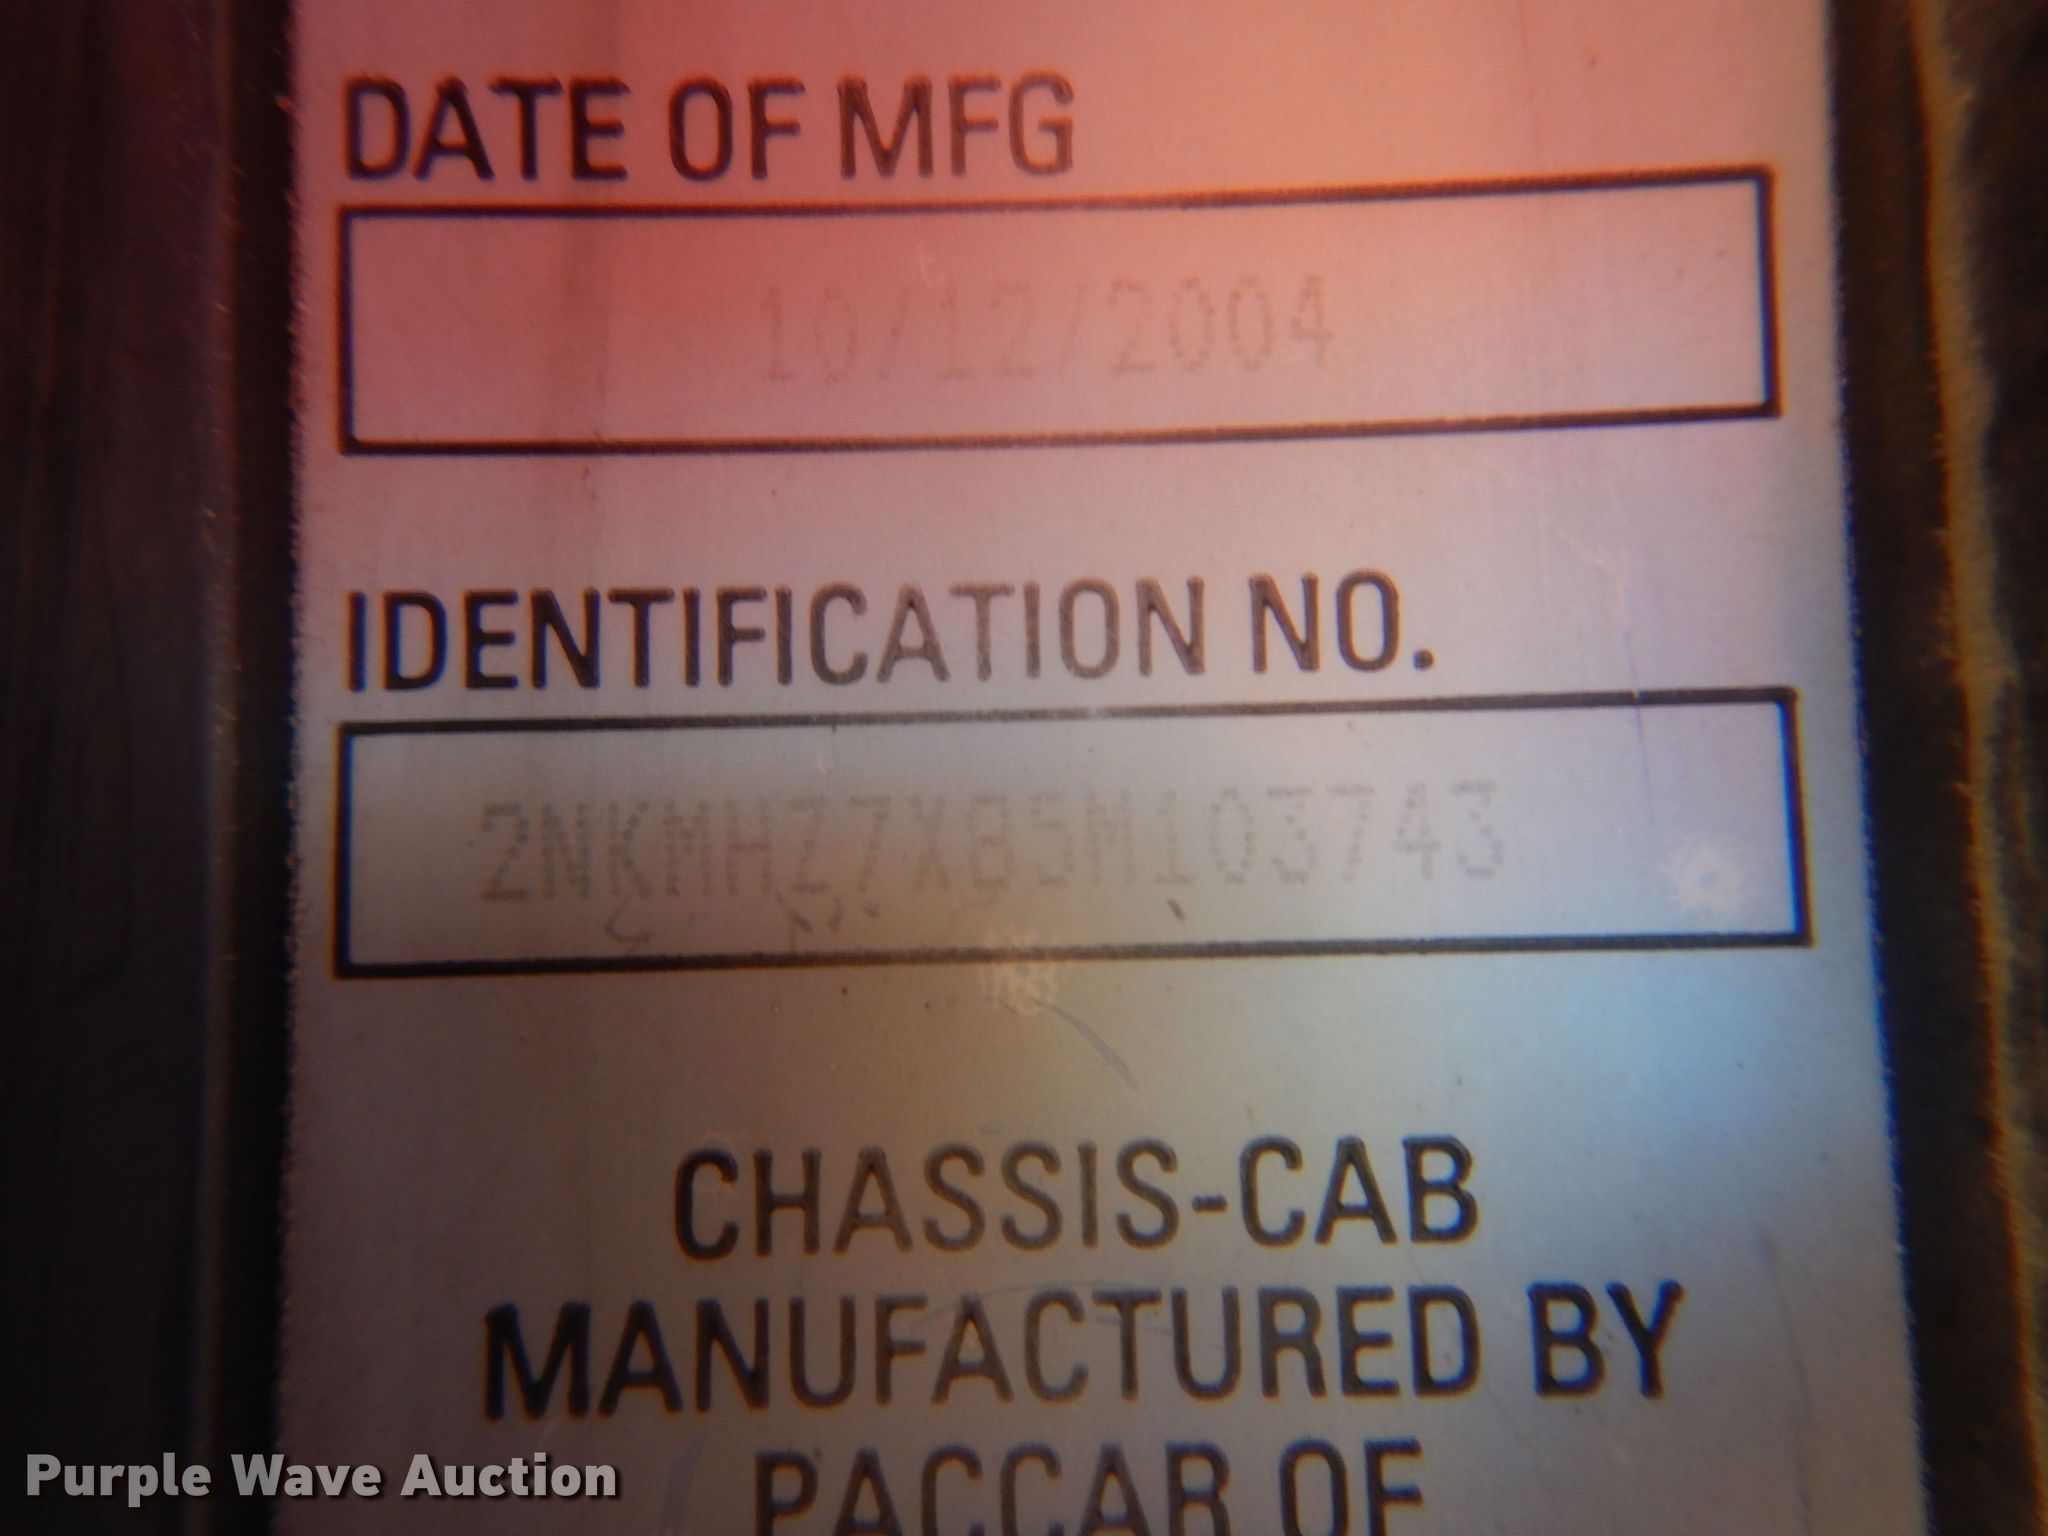 DATE OF MFG
10/12/2004
IDENTIFICATION NO.
2NKMHZ7X85M103743
CHASSIS-CAB
MANUFACTURED BY
PACCAR OF
Purple Wave Auction